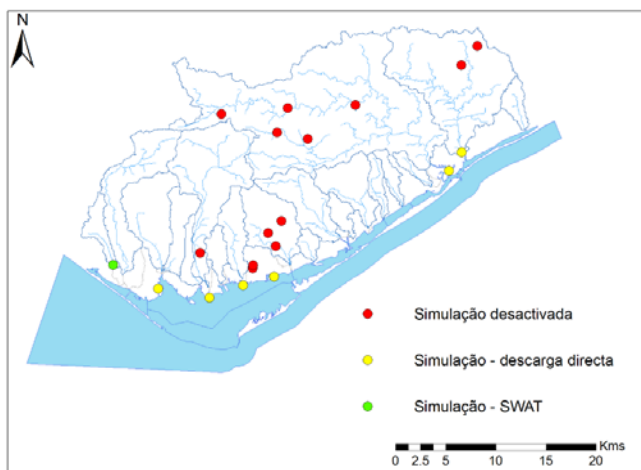 N
Simulação desactivada
Simulação - descarga directa
Simulação - SWAT
Kms
0 2.5 5 10 15 20